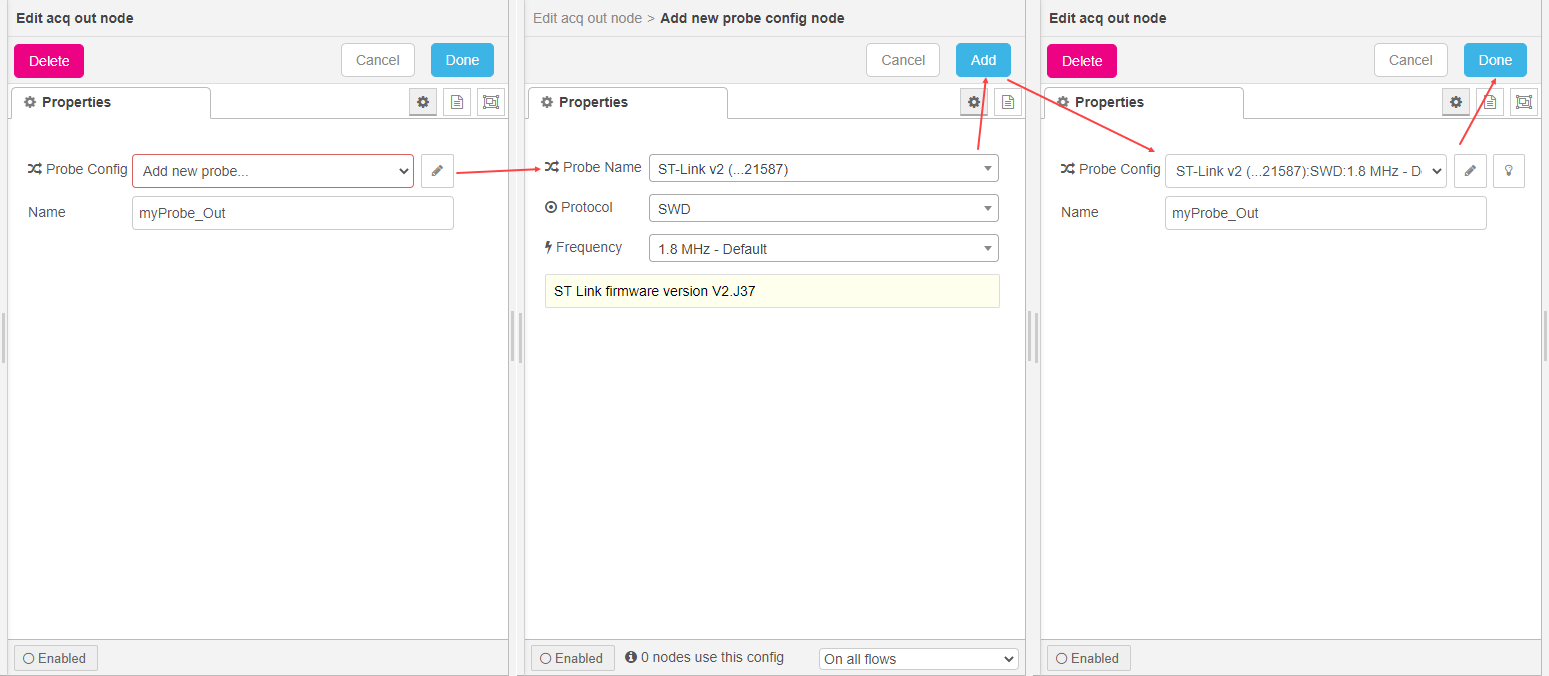 Edit acq out node
Delete
Cancel
Done
Properties
Probe Config
Add new probe...
Name
myProbe_Out
Enabled
Edit acq out node > Add new probe config node
Cancel
Add
Properties
Probe Name
ST-Link v2 (...21587)
Protocol
SWD
Frequency
1.8 MHz - Default
ST Link firmware version V2.J37
Enabled
0 nodes use this config
On all flows
Edit acq out node
Delete
Cancel
Done
Properties
Probe Config
ST-Link v2 (...21587):SWD:1.8 MHz - D
Name
myProbe_Out
Enabled